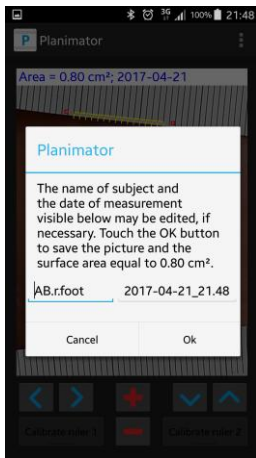 3G 100% 21:48
P Planimator
Area = 0.80 cm²; 2017-04-21
Planimator
The name of subject and
the date of measurement
visible below may be edited, if
necessary. Touch the OK button
to save the picture and the
surface area equal to 0.80 cm².
AB.r.foot 2017-04-21_21.48
Cancel Ok
Calibrate ruler 1 Calibrate ruler 2